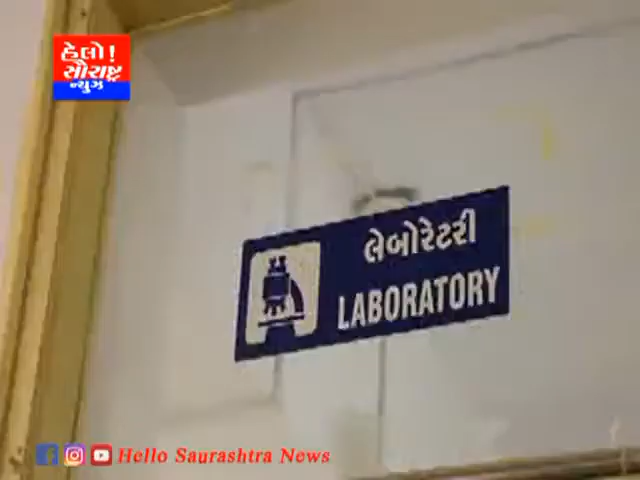 હેલો!
સૌરાષ્ટ્ર
ન્યુઝ
લેબોરેટરી
LABORATORY
Hello Saurashtra News